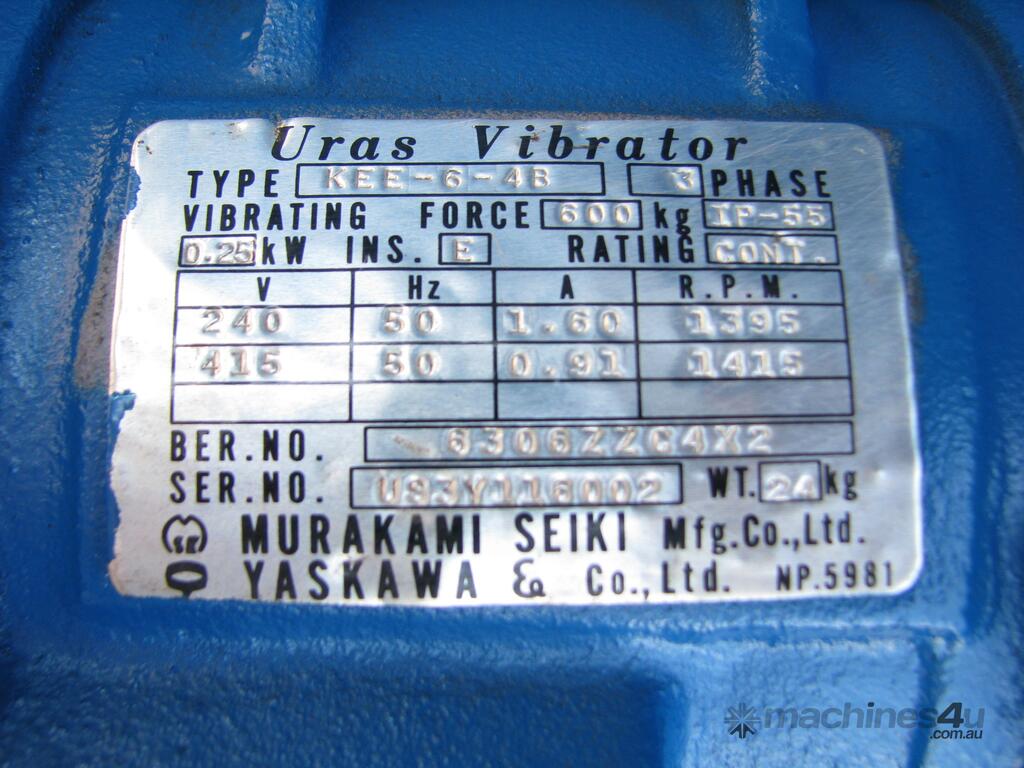 Uras Vibrator
TYPE KEE-6-4B 3 PHASE
VIBRATING FORCE 600 kg IP-55
0.25 kW INS. E RATING CONT.
V Hz A R.P.M.
240 50 1.60 1395
415 50 0.91 1415
BER.NO. 6306ZZC4X2
SER.NO. U93Y116002 WT. 24 kg
MURAKAMI SEIKI Mfg.Co.,Ltd.
YASKAWA & Co.,Ltd. NP.5981
machines4u
.com.au